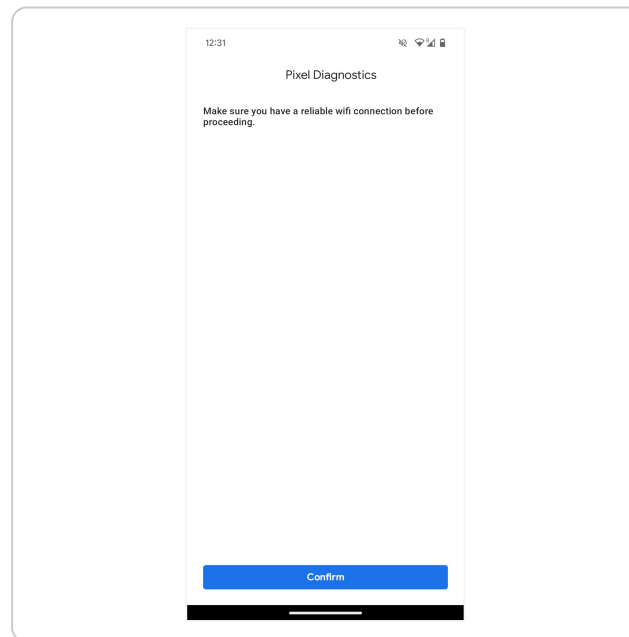 12:31
Pixel Diagnostics
Make sure you have a reliable wifi connection before
proceeding.
Confirm